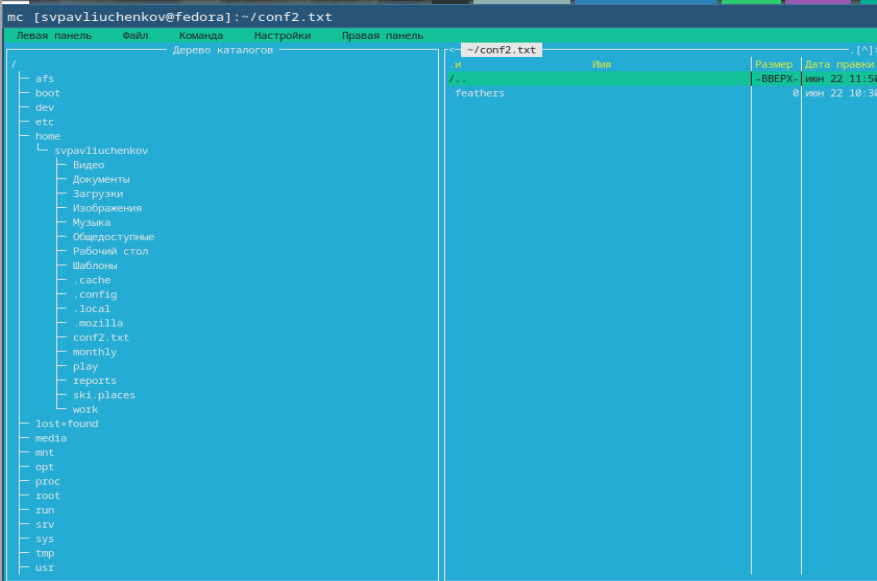 mc [svpavliuchenkov@fedora]:~/conf2.txt
Левая панель Файл Команда Настройки Правая панель
Дерево каталогов
/
afs
boot
dev
etc
home
svpavliuchenkov
Видео
Документы
Загрузки
Изображения
Музыка
Общедоступные
Рабочий стол
Шаблоны
.cache
.config
.local
.mozilla
conf2.txt
monthly
play
reports
ski.places
work
lost+found
media
mnt
opt
proc
root
run
srv
sys
tmp
usr
<- ~/conf2.txt .[^]>
.и Имя Размер Дата правки
/.. -ВВЕРХ- июн 22 11:50
feathers 0 июн 22 10:30